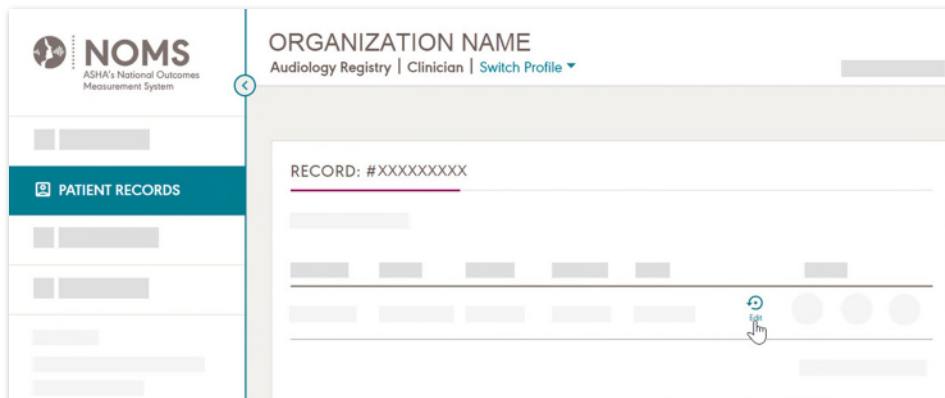 NOMS
ASHA's National Outcomes
Measurement System
ORGANIZATION NAME
Audiology Registry | Clinician | Switch Profile
PATIENT RECORDS
RECORD: #XXXXXXXXX
Edit